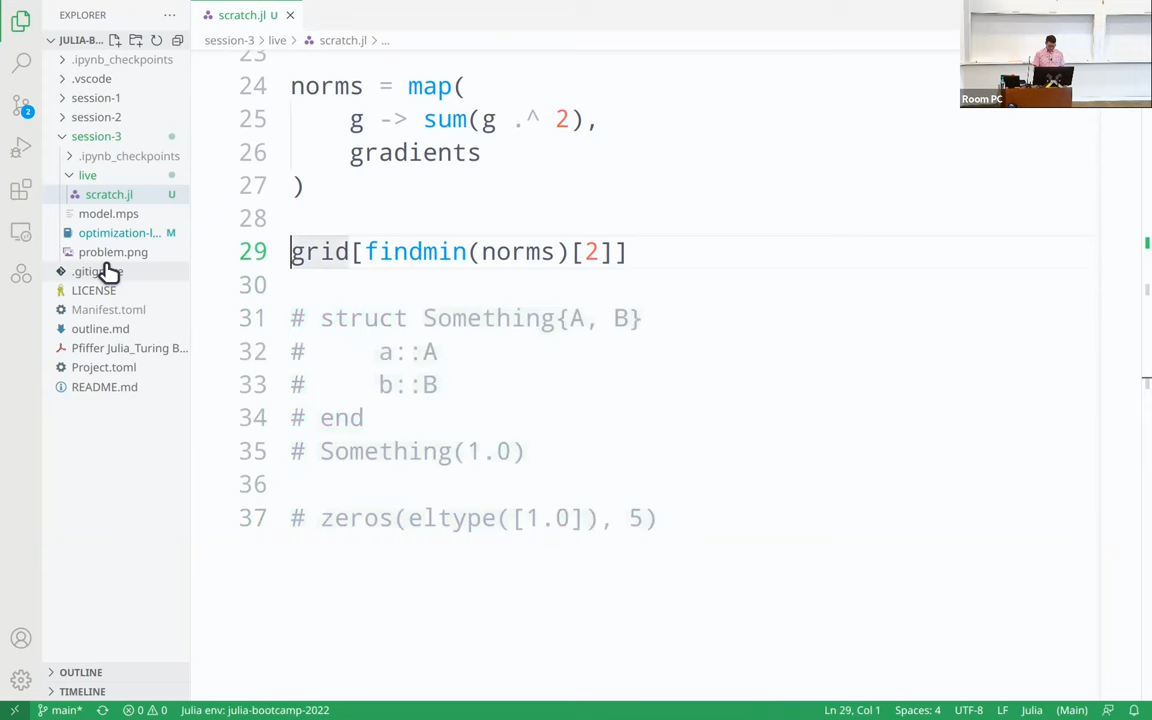 EXPLORER
JULIA-B...
.ipynb_checkpoints
.vscode
session-1
session-2
session-3
.ipynb_checkpoints
live
scratch.jl U
model.mps
optimization-l... M
problem.png
LICENSE
Manifest.toml
outline.md
Pfiffer Julia_Turing B...
Project.toml
README.md
OUTLINE
TIMELINE
2
scratch.jl U
session-3 > live > scratch.jl > ...
23
24 norms = map(
25 g -> sum(g .^ 2),
26 gradients
27 )
28
29 grid[findmin(norms)[2]]
30
31 # struct Something{A, B}
32 # a::A
33 # b::B
34 # end
35 # Something(1.0)
36
37 # zeros(eltype([1.0]), 5)
Room PC
main* 0 0 Julia env: julia-bootcamp-2022 Ln 29, Col 1 Spaces: 4 UTF-8 LF Julia (Main)